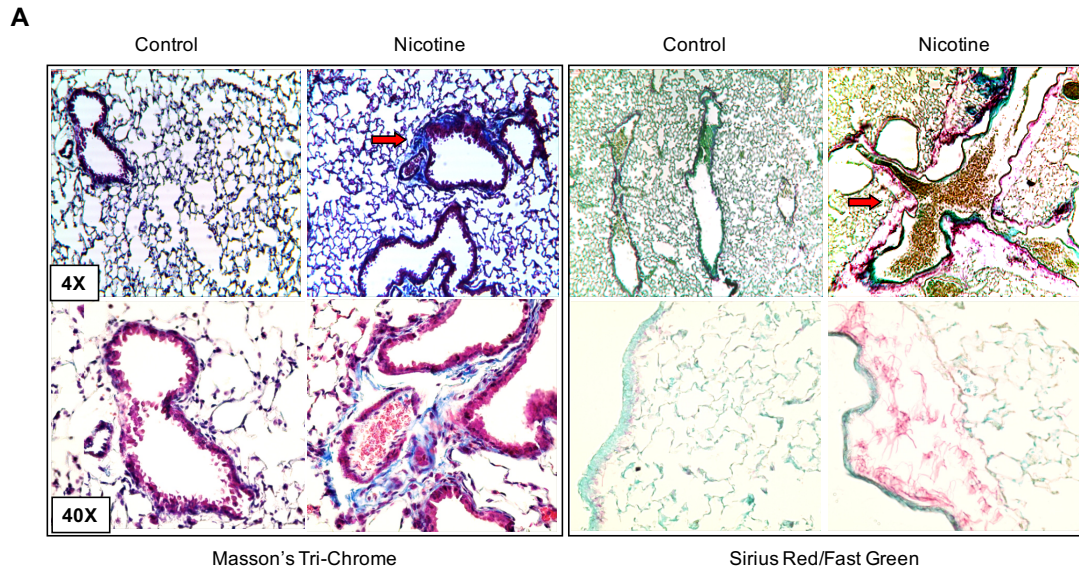 A
Control Nicotine Control Nicotine
4X
40X
Masson's Tri-Chrome Sirius Red/Fast Green